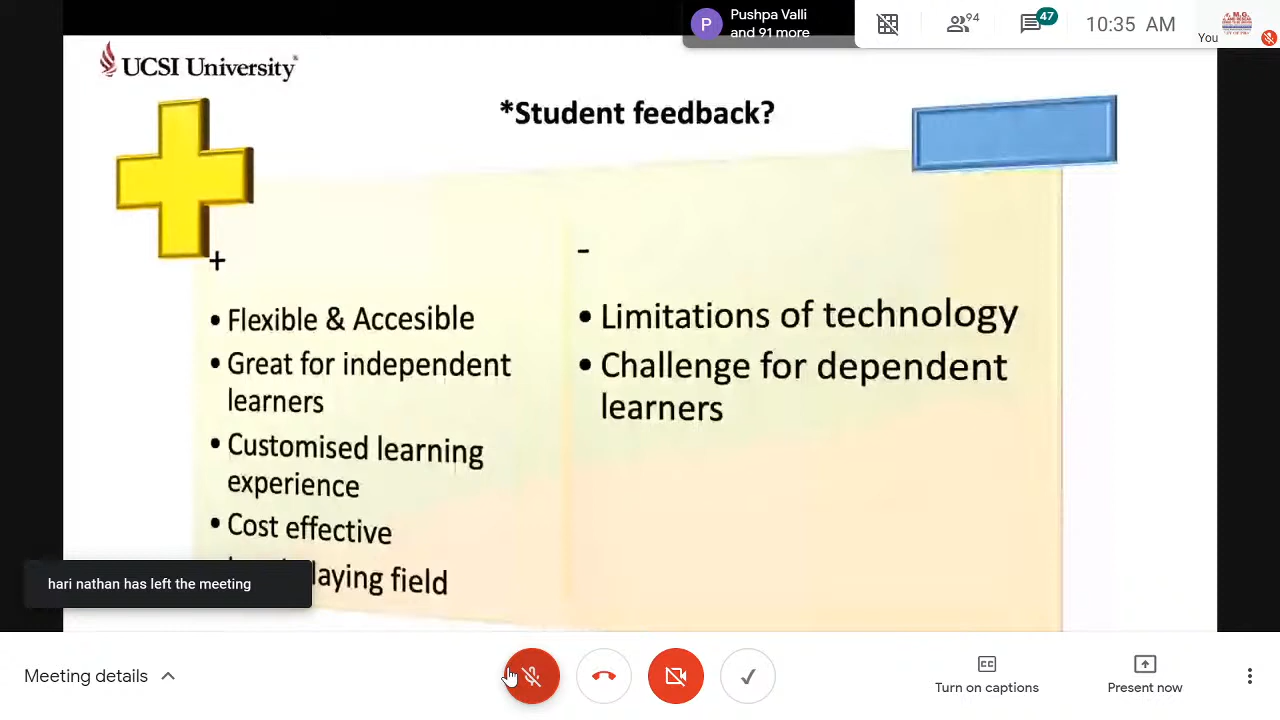 Pushpa Valli
and 91 more
94
47
10:35 AM
You
UCSI University
*Student feedback?
+
• Flexible & Accesible
• Great for independent
learners
• Customised learning
experience
• Cost effective
laying field
-
• Limitations of technology
• Challenge for dependent
learners
hari nathan has left the meeting
Meeting details
Turn on captions
Present now
P
CC